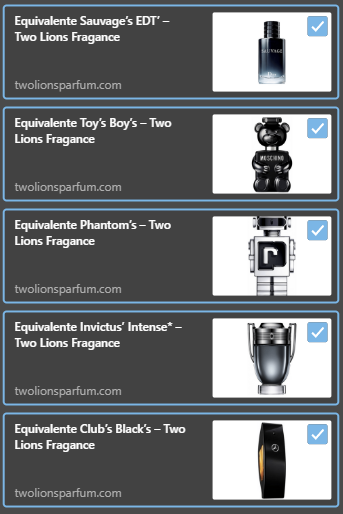 Equivalente Sauvage’s EDT’ –
Two Lions Fragance
SAUVAGE
Dior
twolionsparfum.com
Equivalente Toy’s Boy’s – Two
Lions Fragance
MOSCHINO
twolionsparfum.com
Equivalente Phantom’s – Two
Lions Fragance
twolionsparfum.com
Equivalente Invictus’ Intense* –
Two Lions Fragance
twolionsparfum.com
Equivalente Club’s Black’s – Two
Lions Fragance
twolionsparfum.com